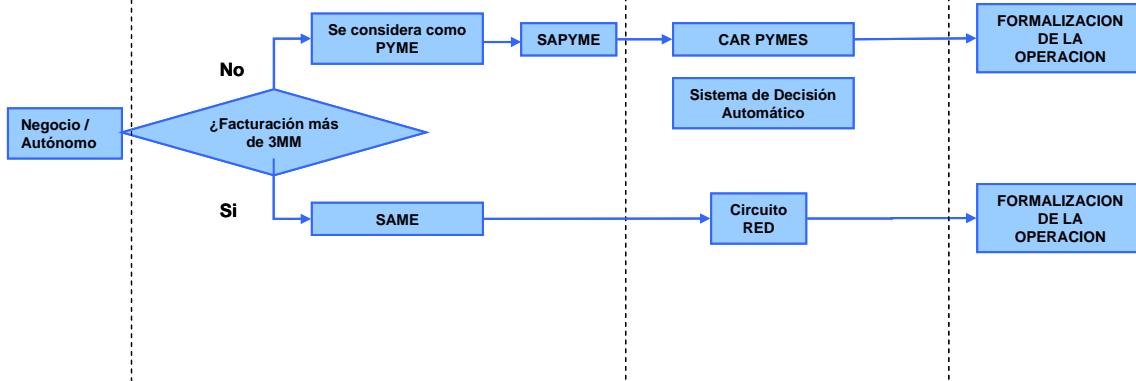 Negocio /
Autónomo
¿Facturación más
de 3MM
No
Se considera como
PYME
SAPYME
CAR PYMES
Sistema de Decisión
Automático
FORMALIZACION
DE LA
OPERACION
Si
SAME
Circuito
RED
FORMALIZACION
DE LA
OPERACION